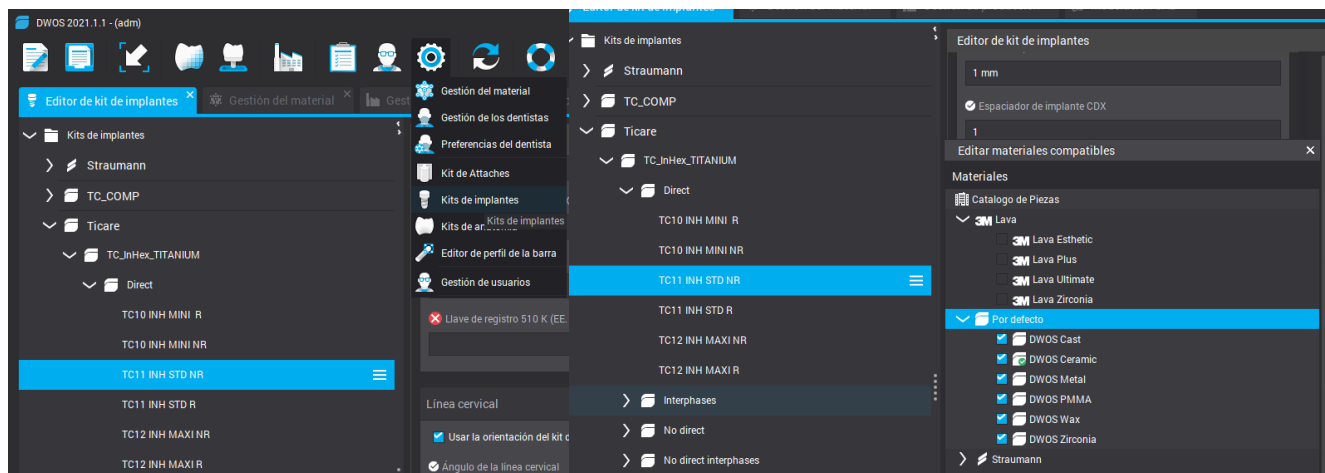 DWOS 2021.1.1 - (adm)
Editor de kit de implantes
Gestión del material
Gest
Kits de implantes
Straumann
TC_COMP
Ticare
TC_InHex_TITANIUM
Direct
TC10 INH MINI R
TC10 INH MINI NR
TC11 INH STD NR
TC11 INH STD R
TC12 INH MAXI NR
TC12 INH MAXI R
Gestión del material
Gestión de los dentistas
Preferencias del dentista
Kit de Attaches
Kits de implantes
Kits de implantes
Kits de
Editor de perfil de la barra
Gestión de usuarios
Llave de registro 510 K (EE.
Línea cervical
Usar la orientación del kit d
Ángulo de la línea cervical
Kits de implantes
Straumann
TC_COMP
Ticare
TC_InHex_TITANIUM
Direct
TC10 INH MINI R
TC10 INH MINI NR
TC11 INH STD NR
TC11 INH STD R
TC12 INH MAXI NR
TC12 INH MAXI R
Interphases
No direct
No direct interphases
Editor de kit de implantes
1 mm
Espaciador de implante CDX
1
Editar materiales compatibles
Materiales
Catalogo de Piezas
3M Lava
3M Lava Esthetic
3M Lava Plus
3M Lava Ultimate
3M Lava Zirconia
Por defecto
DWOS Cast
DWOS Ceramic
DWOS Metal
DWOS PMMA
DWOS Wax
DWOS Zirconia
Straumann